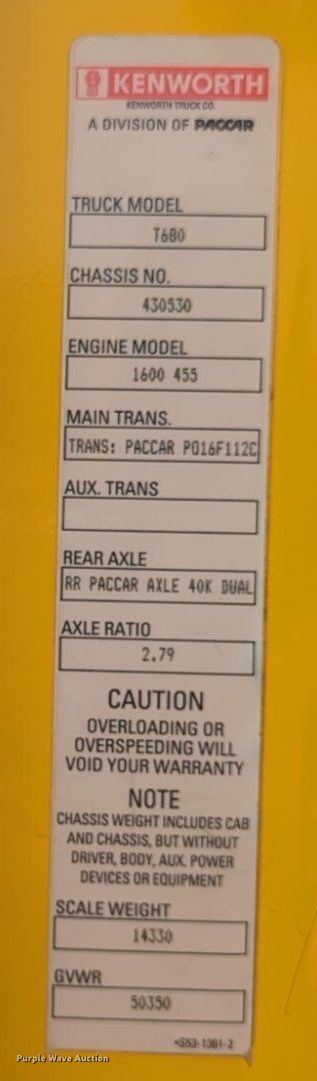 KENWORTH
KENWORTH TRUCK CO.
A DIVISION OF PACCAR
TRUCK MODEL
T680
CHASSIS NO.
430530
ENGINE MODEL
1600 455
MAIN TRANS.
TRANS: PACCAR PO16F112C
AUX. TRANS
REAR AXLE
RR PACCAR AXLE 40K DUAL
AXLE RATIO
2.79
CAUTION
OVERLOADING OR
OVERSPEEDING WILL
VOID YOUR WARRANTY
NOTE
CHASSIS WEIGHT INCLUDES CAB
AND CHASSIS, BUT WITHOUT
DRIVER, BODY, AUX. POWER
DEVICES OR EQUIPMENT
SCALE WEIGHT
14330
GVWR
50350
•S53-1361-2
Purple Wave Auction